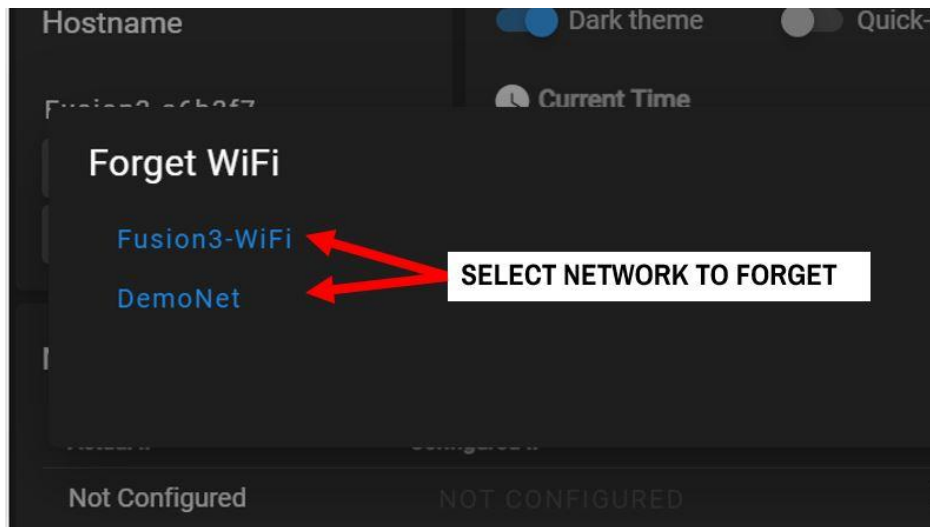 Hostname
Dark theme
Quick-
Current Time
Forget WiFi
Fusion3-WiFi
SELECT NETWORK TO FORGET
DemoNet
Not Configured
NOT CONFIGURED